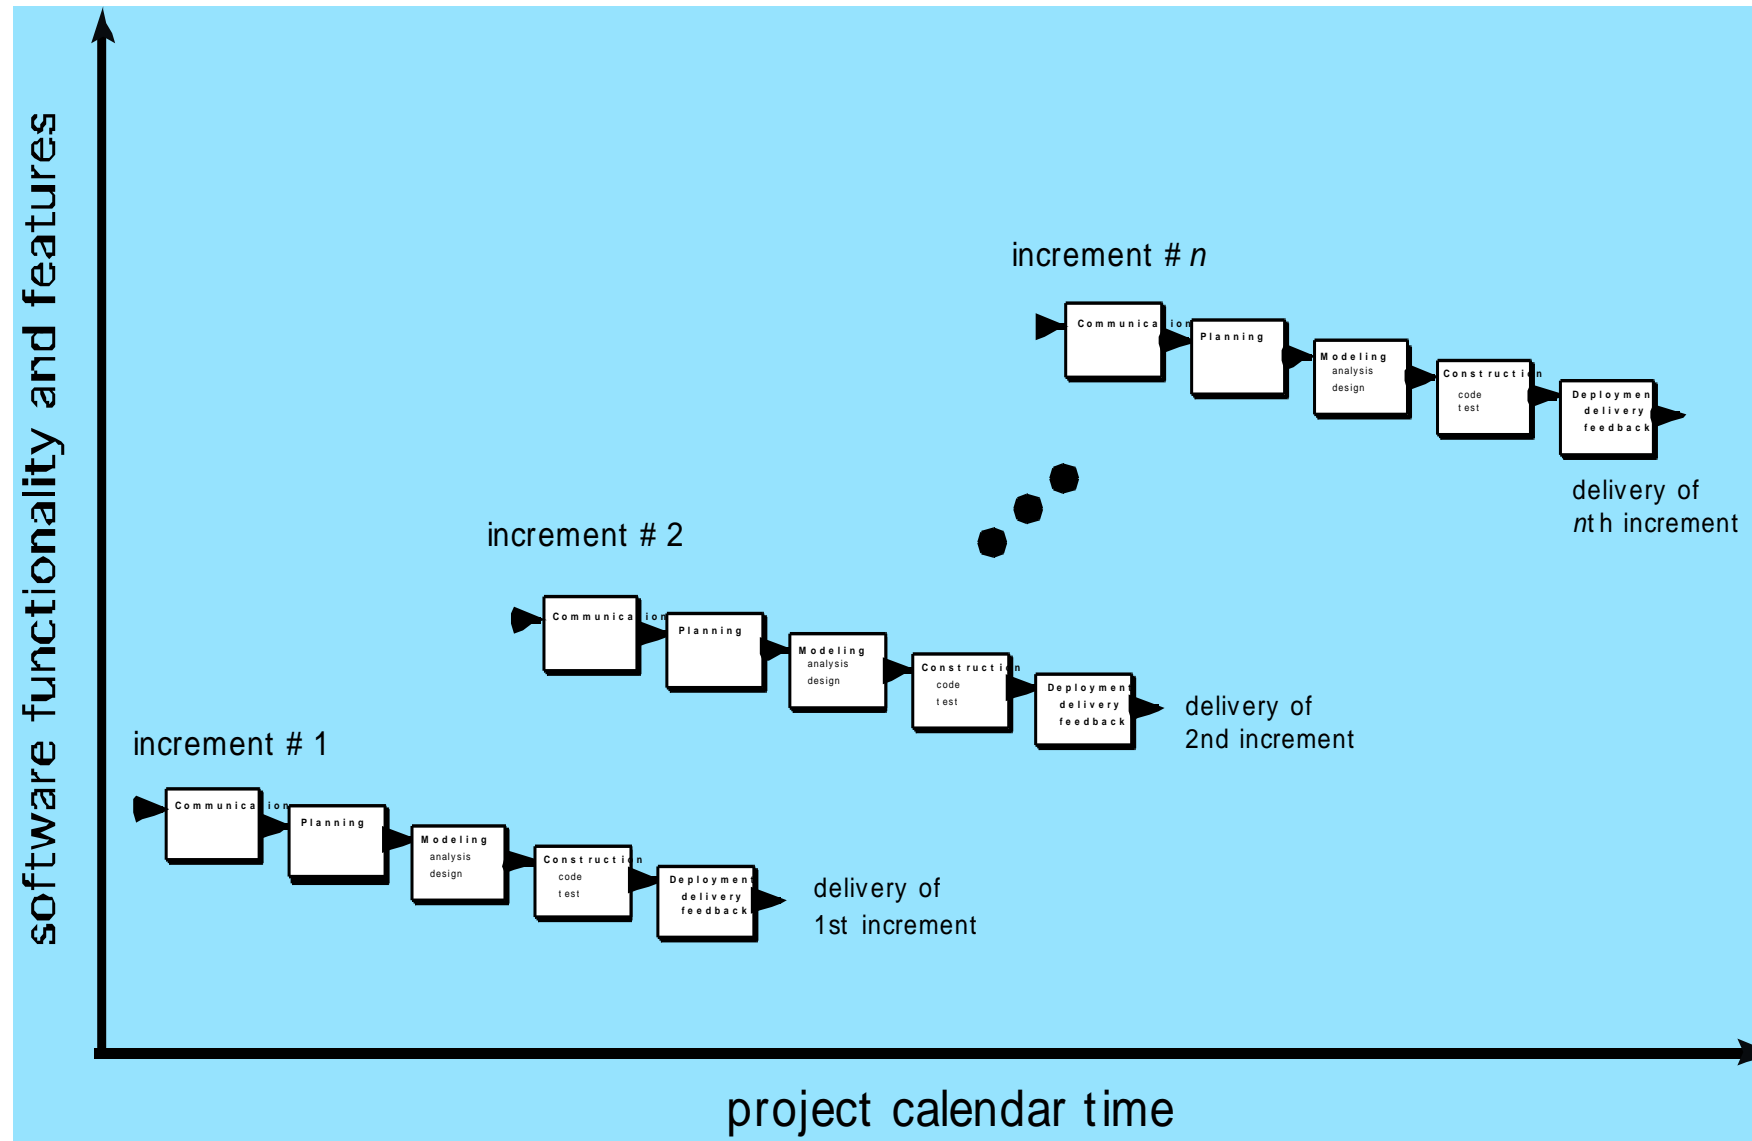 software functionality and features
increment # n
Communication
Planning
Modeling
analysis
design
Construction
code
test
Deployment
delivery
feedback
delivery of
nth increment
increment # 2
Communication
Planning
Modeling
analysis
design
Construction
code
test
Deployment
delivery
feedback
delivery of
2nd increment
increment # 1
Communication
Planning
Modeling
analysis
design
Construction
code
test
Deployment
delivery
feedback
delivery of
1st increment
project calendar time